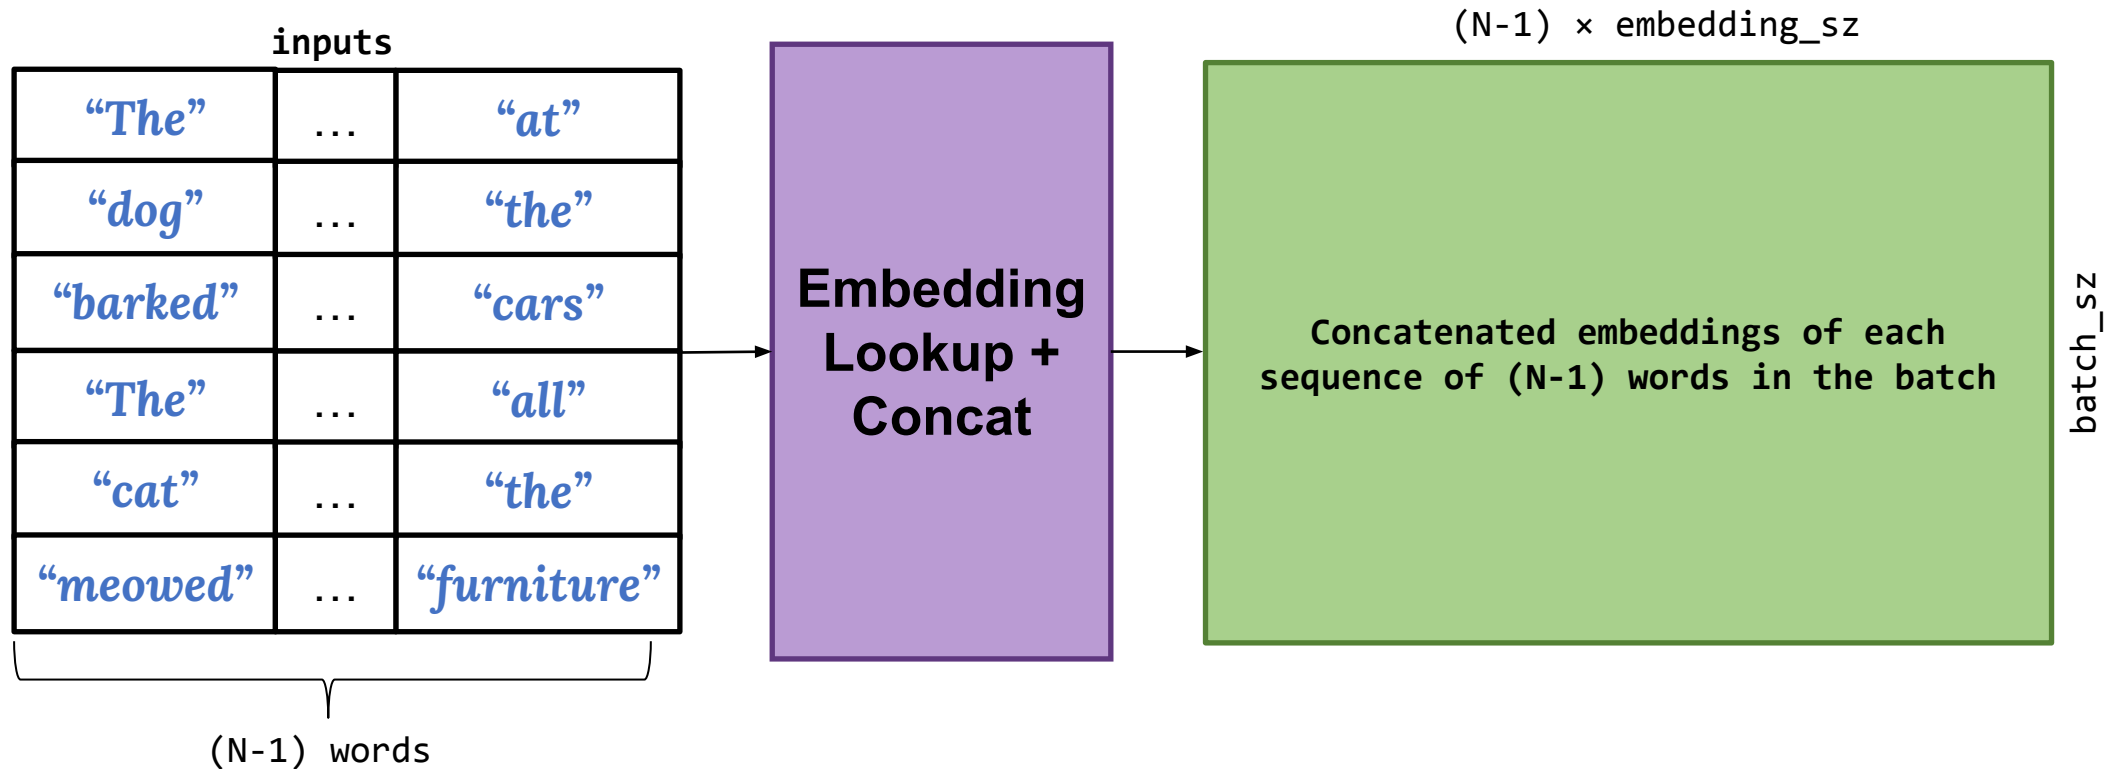 inputs
“The” ... “at”
“dog” ... “the”
“barked” ... “cars”
“The” ... “all”
“cat” ... “the”
“meowed” ... “furniture”
(N-1) words
Embedding
Lookup +
Concat
(N-1) × embedding_sz
Concatenated embeddings of each
sequence of (N-1) words in the batch
batch_sz